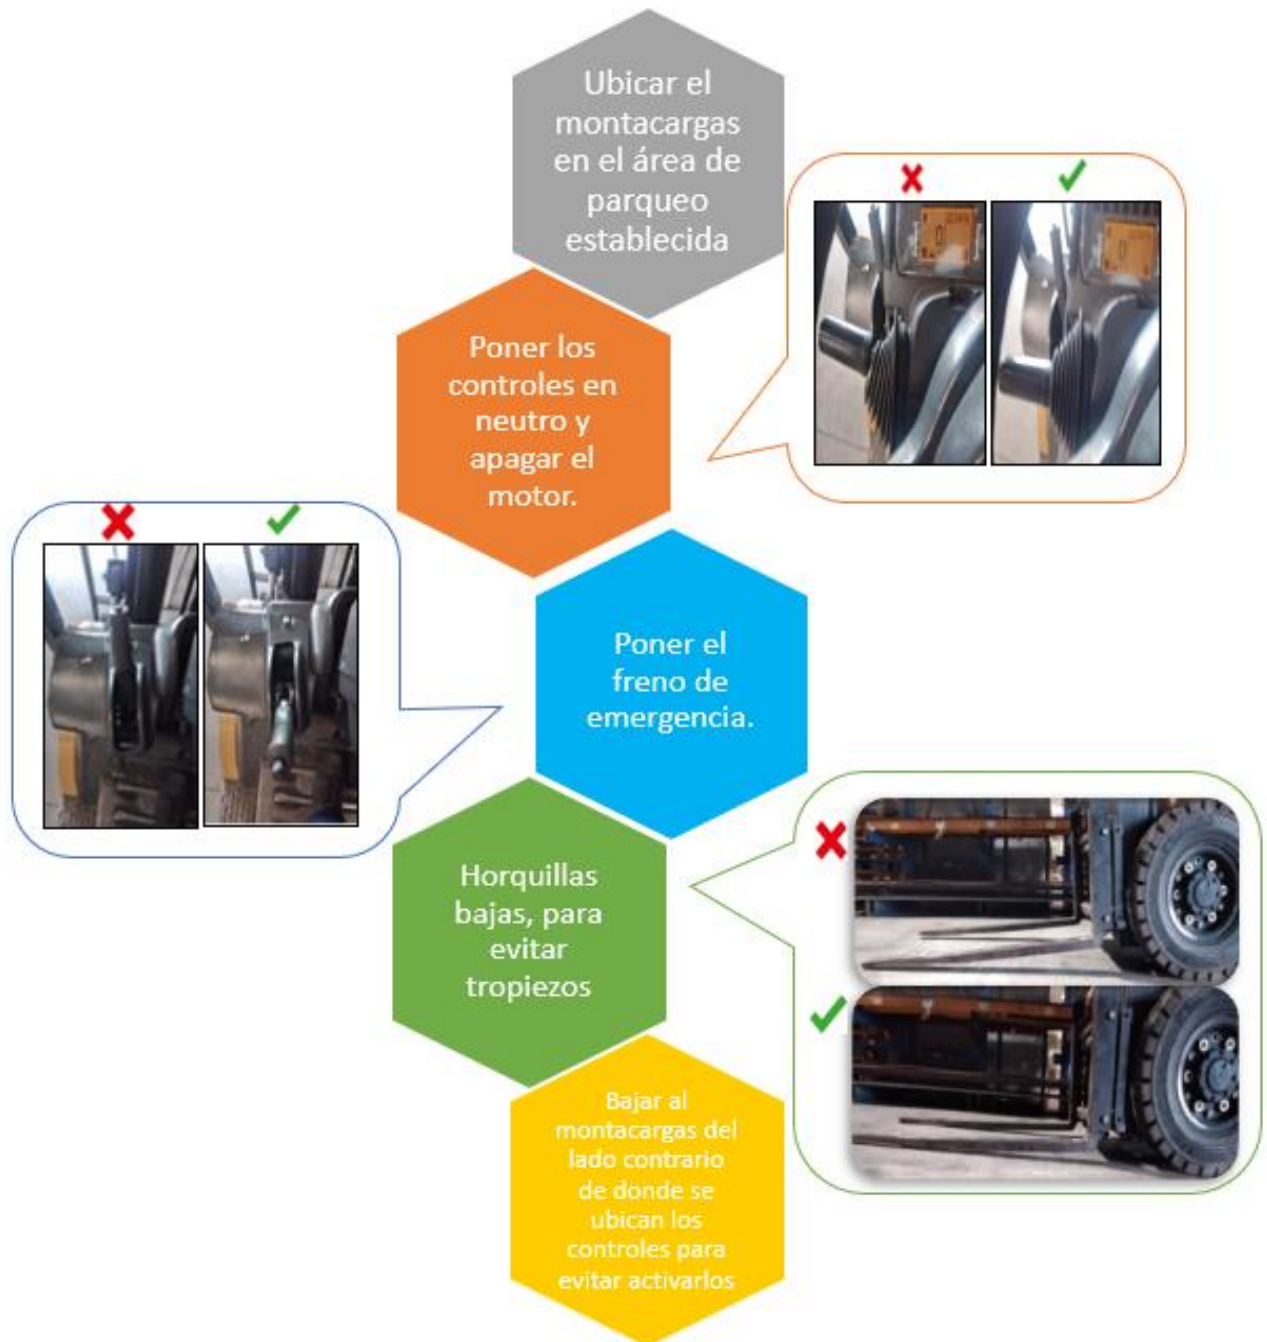 Ubicar el
montacargas
en el área de
parqueo
establecida
Poner los
controles en
neutro y
apagar el
motor.
Poner el
freno de
emergencia.
Horquillas
bajas, para
evitar
tropiezos
Bajar al
montacargas del
lado contrario
de donde se
ubican los
controles para
evitar activarlos